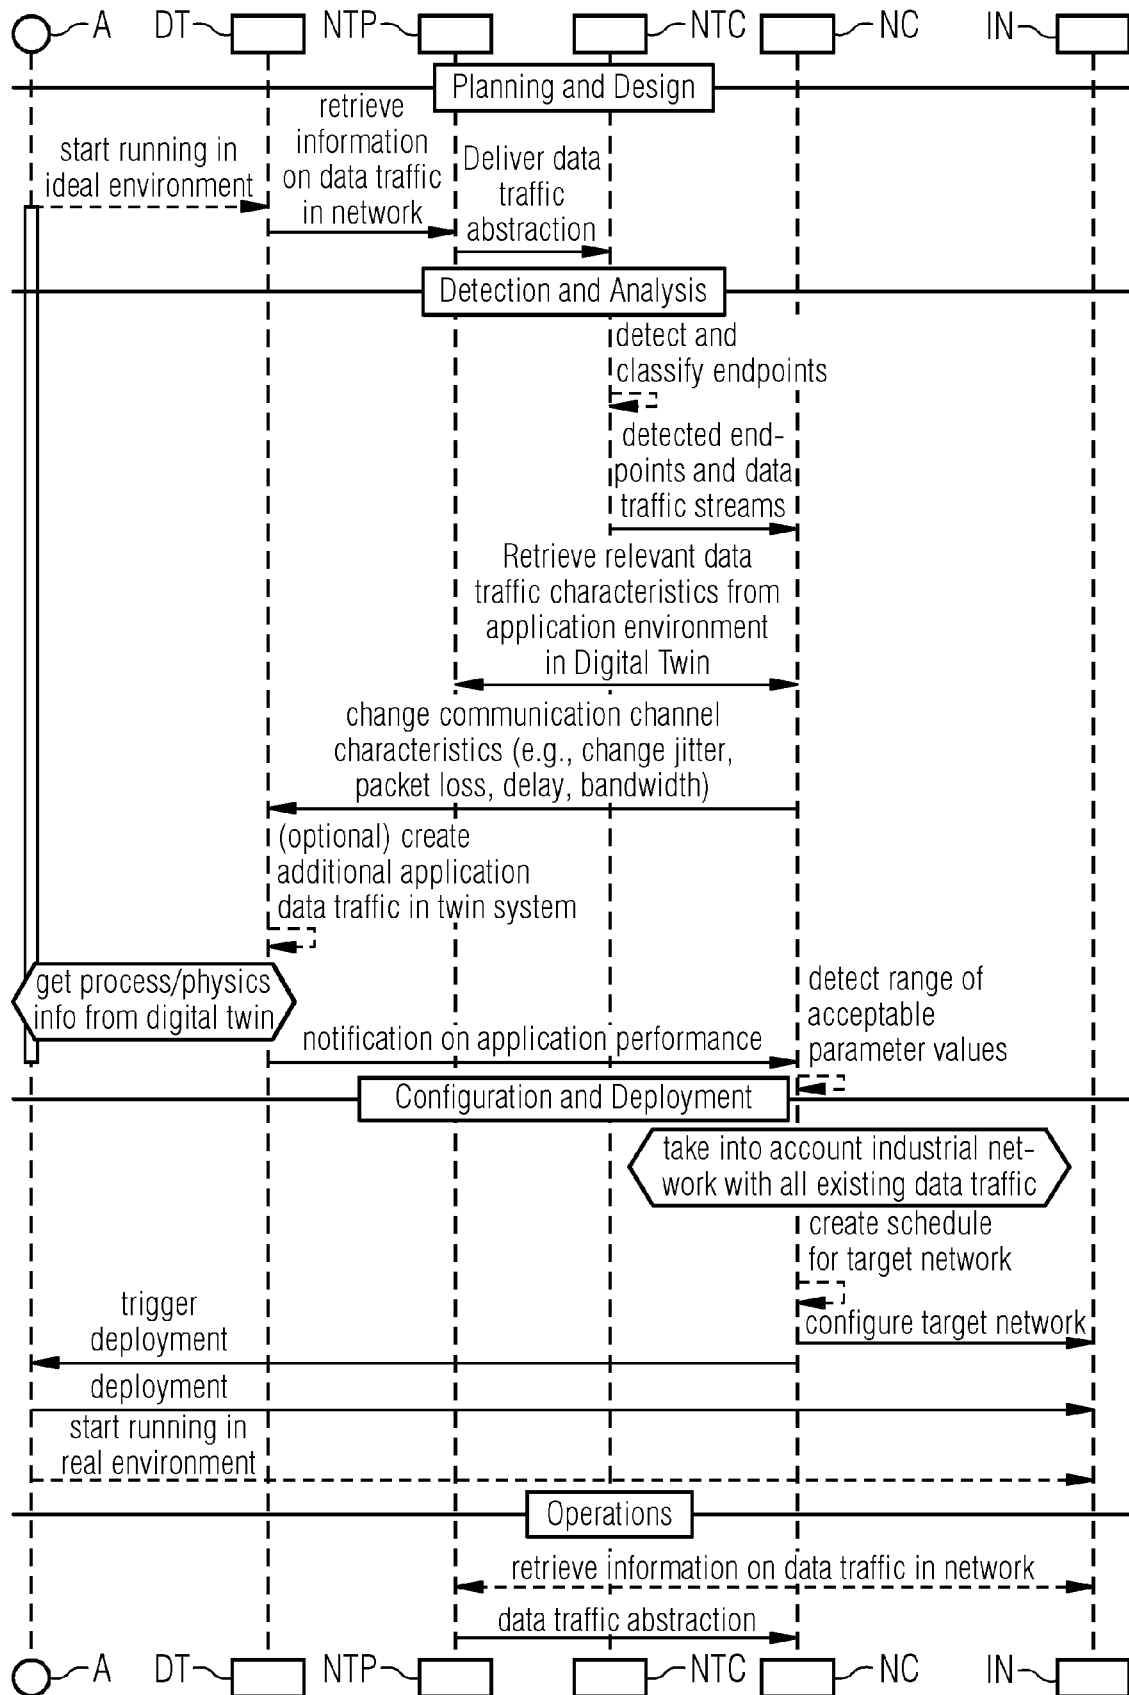 A
DT
NTP
NTC
NC
IN
Planning and Design
start running in
ideal environment
retrieve
information
on data traffic
in network
Deliver data
traffic
abstraction
Detection and Analysis
detect and
classify endpoints
detected end-
points and data
traffic streams
Retrieve relevant data
traffic characteristics from
application environment
in Digital Twin
change communication channel
characteristics (e.g., change jitter,
packet loss, delay, bandwidth)
(optional) create
additional application
data traffic in twin system
get process/physics
info from digital twin
notification on application performance
detect range of
acceptable
parameter values
Configuration and Deployment
take into account industrial net-
work with all existing data traffic
create schedule
for target network
configure target network
trigger
deployment
deployment
start running in
real environment
Operations
retrieve information on data traffic in network
data traffic abstraction
A
DT
NTP
NTC
NC
IN